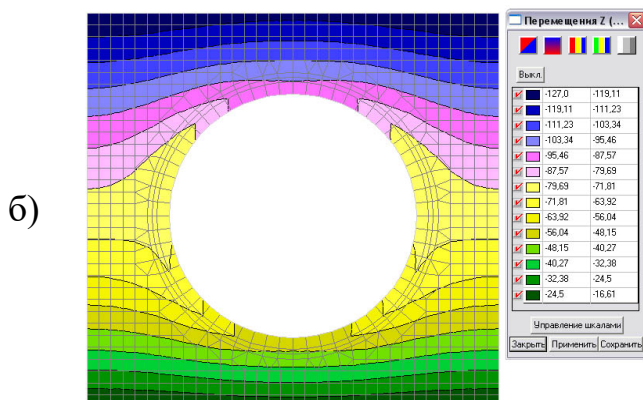 б)
Перемещения Z (...
Выкл.
-127,0 -119,11
-119,11 -111,23
-111,23 -103,34
-103,34 -95,46
-95,46 -87,57
-87,57 -79,69
-79,69 -71,81
-71,81 -63,92
-63,92 -56,04
-56,04 -48,15
-48,15 -40,27
-40,27 -32,38
-32,38 -24,5
-24,5 -16,61
Управление шкалами
Закрыть Применить Сохранить